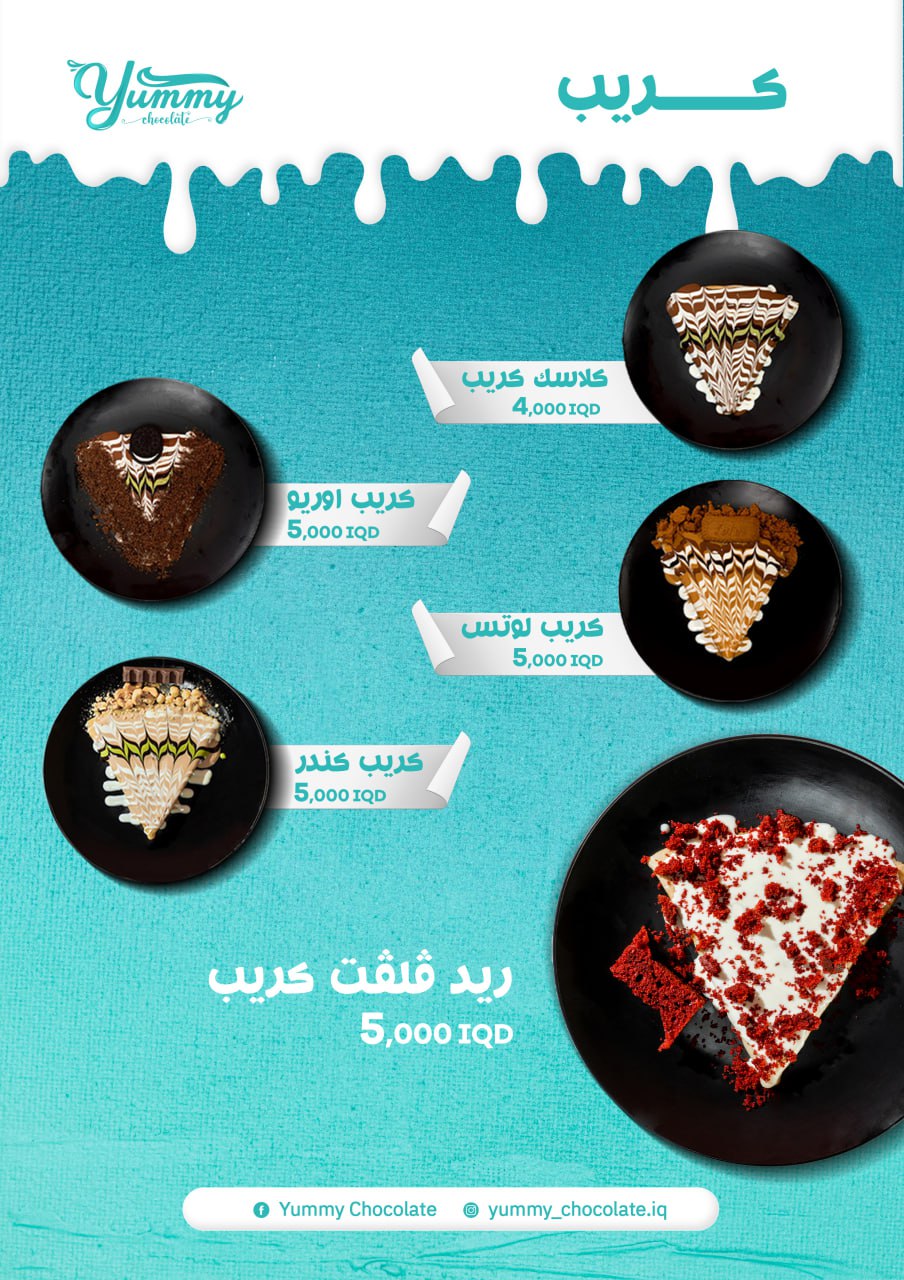 Yummy
chocolate
كريب
كلاسك كريب
4,000 IQD
كريب اوريو
5,000 IQD
كريب لوتس
5,000 IQD
كريب كندر
5,000 IQD
ريد ڤلڤت كريب
5,000 IQD
Yummy Chocolate yummy_chocolate.iq